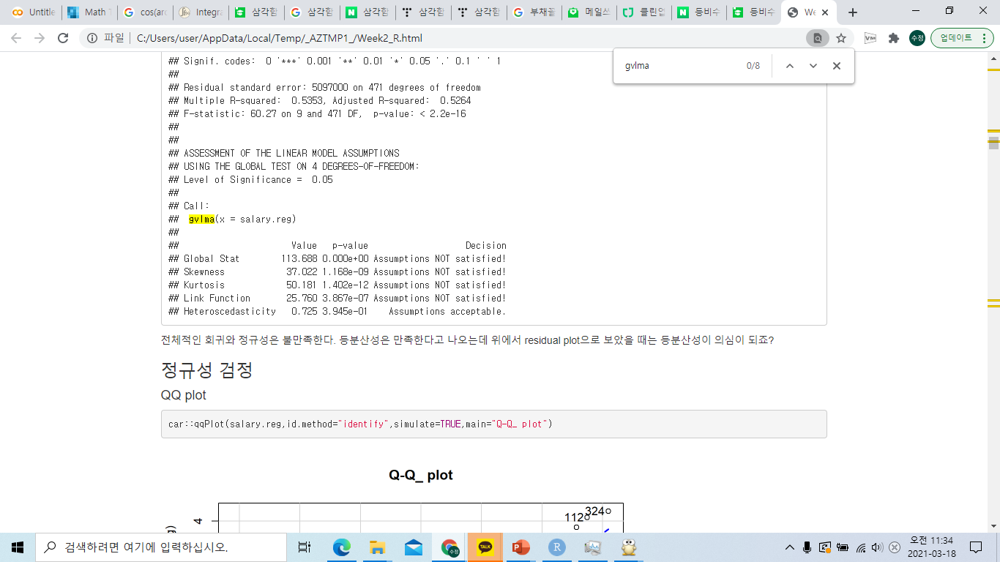 Untitle
Math T
cos(arc
Integra
삼각함
삼각함
삼각함
삼각함
삼각함
부채꼴
메일쓰
클린업
등비수
등비수
We
파일
C:/Users/user/AppData/Local/Temp/_AZTMP1_/Week2_R.html
VM
수정
업데이트
gvlma
0/8
## Signif. codes:  0 '***' 0.001 '**' 0.01 '*' 0.05 '.' 0.1 ' ' 1
##
## Residual standard error: 5097000 on 471 degrees of freedom
## Multiple R-squared:  0.5353, Adjusted R-squared:  0.5264
## F-statistic: 60.27 on 9 and 471 DF,  p-value: < 2.2e-16
##
##
## ASSESSMENT OF THE LINEAR MODEL ASSUMPTIONS
## USING THE GLOBAL TEST ON 4 DEGREES-OF-FREEDOM:
## Level of Significance =  0.05
##
## Call:
##  gvlma(x = salary.reg)
##
##                      Value   p-value                   Decision
## Global Stat        113.688 0.000e+00 Assumptions NOT satisfied!
## Skewness            37.022 1.168e-09 Assumptions NOT satisfied!
## Kurtosis            50.181 1.402e-12 Assumptions NOT satisfied!
## Link Function       25.760 3.867e-07 Assumptions NOT satisfied!
## Heteroscedasticity   0.725 3.945e-01    Assumptions acceptable.
전체적인 회귀와 정규성은 불만족한다. 등분산성은 만족한다고 나오는데 위에서 residual plot으로 보았을 때는 등분산성이 의심이 되죠?
정규성 검정
QQ plot
car::qqPlot(salary.reg,id.method="identify",simulate=TRUE,main="Q-Q_ plot")
Q-Q_ plot
324
112
4
검색하려면 여기에 입력하십시오.
수정
TALK
P
R
오전 11:34
2021-03-18